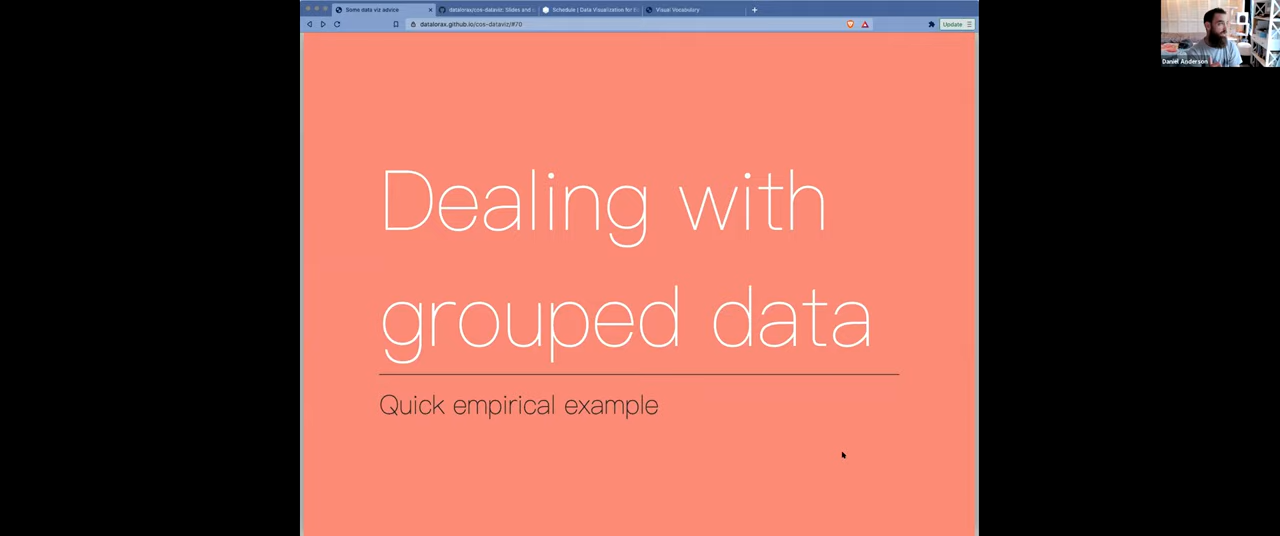 Some data viz advice
datalorax/cos-dataviz: Slides and s
Schedule | Data Visualization for S
Visual Vocabulary
datalorax.github.io/cos-dataviz/#70
Update
Daniel Anderson
Dealing with
grouped data
Quick empirical example